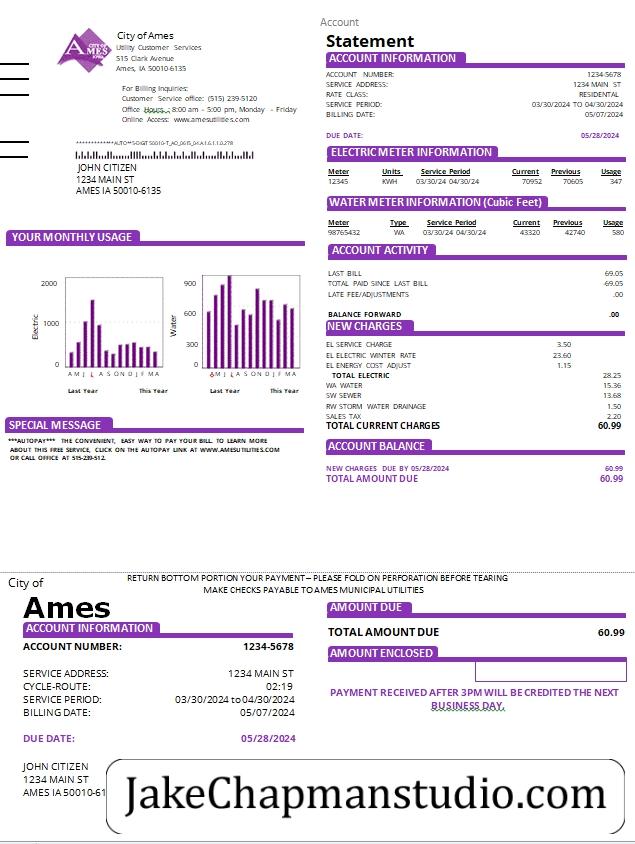 City of Ames
Utility Customer Services
515 Clark Avenue
Ames, IA 50010-6135
For Billing Inquiries:
Customer Service office: (515) 239-5120
Office Hours : 8:00 am – 5:00 pm, Monday - Friday
Online Access: www.amesutilities.com
JOHN CITIZEN
1234 MAIN ST
AMES IA 50010-6135
Account
Statement
ACCOUNT INFORMATION
ACCOUNT NUMBER: 1234-5678
SERVICE ADDRESS: 1234 MAIN ST
RATE CLASS: RESIDENTAL
SERVICE PERIOD: 03/30/2024 TO 04/30/2024
BILLING DATE: 05/07/2024
DUE DATE: 05/28/2024
ELECTRIC METER INFORMATION
Meter Units Service Period Current Previous Usage
12345 KWH 03/30/24 04/30/24 70952 70605 347
WATER METER INFORMATION (Cubic Feet)
Meter Type Service Period Current Previous Usage
98765432 WA 03/30/24 04/30/24 43320 42740 580
YOUR MONTHLY USAGE
Electric
2000
1000
0
A M J L A S O N D J F M A
Last Year This Year
Water
900
600
300
0
A M J L A S O N D J F M A
Last Year This Year
ACCOUNT ACTIVITY
LAST BILL 69.05
TOTAL PAID SINCE LAST BILL -69.05
LATE FEE/ADJUSTMENTS .00
BALANCE FORWARD .00
NEW CHARGES
EL SERVICE CHARGE 3.50
EL ELECTRIC WINTER RATE 23.60
EL ENERGY COST ADJUST 1.15
TOTAL ELECTRIC 28.25
WA WATER 15.36
SW SEWER 13.68
RW STORM WATER DRAINAGE 1.50
SALES TAX 2.20
TOTAL CURRENT CHARGES 60.99
SPECIAL MESSAGE
***AUTOPAY*** THE CONVENIENT, EASY WAY TO PAY YOUR BILL. TO LEARN MORE
ABOUT THIS FREE SERVICE, CLICK ON THE AUTOPAY LINK AT WWW.AMESUTILITIES.COM
OR CALL OFFICE AT 515-239-512.
ACCOUNT BALANCE
NEW CHARGES DUE BY 05/28/2024 60.99
TOTAL AMOUNT DUE 60.99
RETURN BOTTOM PORTION YOUR PAYMENT – PLEASE FOLD ON PERFORATION BEFORE TEARING
MAKE CHECKS PAYABLE TO AMES MUNICIPAL UTILITIES
City of
Ames
ACCOUNT INFORMATION
ACCOUNT NUMBER: 1234-5678
SERVICE ADDRESS: 1234 MAIN ST
CYCLE-ROUTE: 02:19
SERVICE PERIOD: 03/30/2024 to 04/30/2024
BILLING DATE: 05/07/2024
DUE DATE: 05/28/2024
AMOUNT DUE
TOTAL AMOUNT DUE 60.99
AMOUNT ENCLOSED
PAYMENT RECEIVED AFTER 3PM WILL BE CREDITED THE NEXT
BUSINESS DAY.
JOHN CITIZEN
1234 MAIN ST
AMES IA 50010-61
JakeChapmanstudio.com